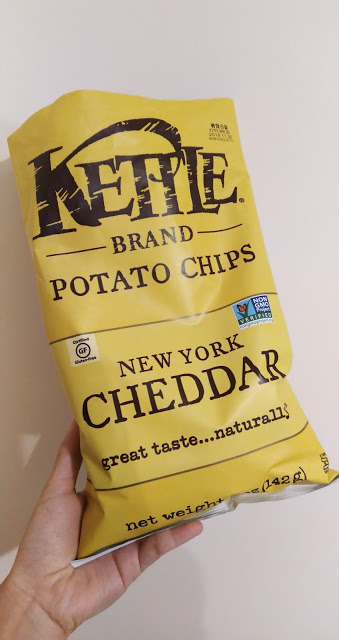 KETTLE®
BRAND
POTATO CHIPS
NON
GMO
Project
VERIFIED
Certified
GF
Gluten-Free
NEW YORK
CHEDDAR
great taste...naturally
net weight (142g)